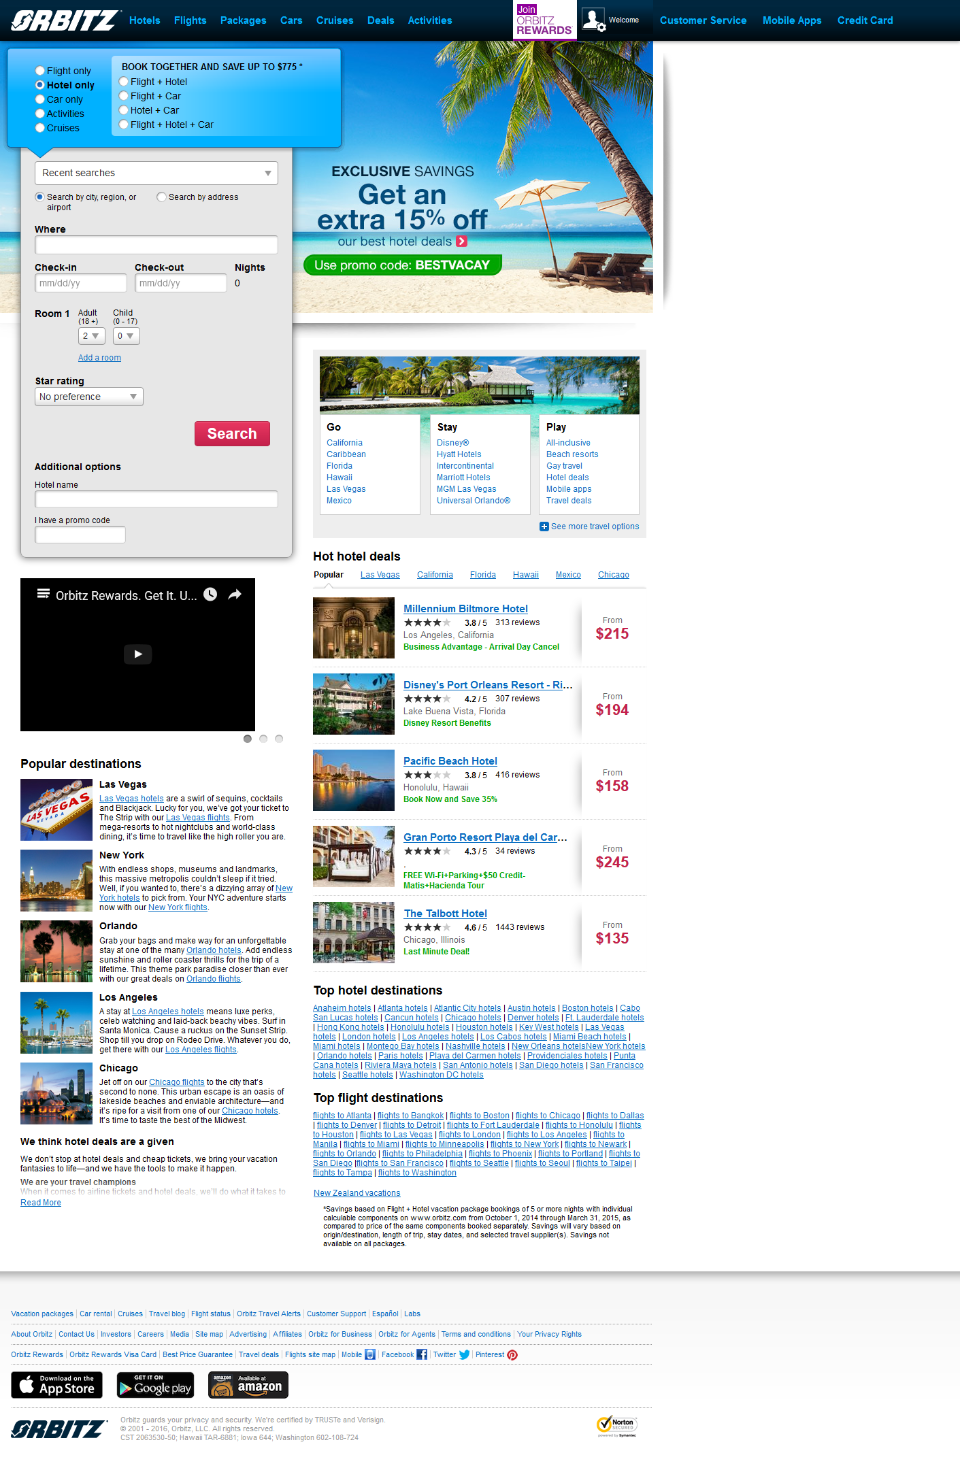 ORBITZ
Hotels Flights Packages Cars Cruises Deals Activities
Join ORBITZ REWARDS
Welcome
Customer Service Mobile Apps Credit Card
Flight only
Hotel only
Car only
Activities
Cruises
BOOK TOGETHER AND SAVE UP TO $775 *
Flight + Hotel
Flight + Car
Hotel + Car
Flight + Hotel + Car
Recent searches
Search by city, region, or airport
Search by address
Where
Check-in Check-out Nights
mm/dd/yy mm/dd/yy 0
Room 1 Adult (18 +) Child (0 - 17)
2 0
Add a room
Star rating
No preference
Search
Additional options
Hotel name
I have a promo code
EXCLUSIVE SAVINGS
Get an
extra 15% off
our best hotel deals
Use promo code: BESTVACAY
Go
California
Caribbean
Florida
Hawaii
Las Vegas
Mexico
Stay
Disney®
Hyatt Hotels
Intercontinental
Marriott Hotels
MGM Las Vegas
Universal Orlando®
Play
All-inclusive
Beach resorts
Gay travel
Hotel deals
Mobile apps
Travel deals
See more travel options
Hot hotel deals
Popular Las Vegas California Florida Hawaii Mexico Chicago
Millennium Biltmore Hotel
3.8 / 5 313 reviews
Los Angeles, California
Business Advantage - Arrival Day Cancel
From
$215
Disney's Port Orleans Resort - Ri...
4.2 / 5 307 reviews
Lake Buena Vista, Florida
Disney Resort Benefits
From
$194
Pacific Beach Hotel
3.8 / 5 416 reviews
Honolulu, Hawaii
Book Now and Save 35%
From
$158
Gran Porto Resort Playa del Car...
4.3 / 5 34 reviews
FREE Wi-Fi+Parking+$50 Credit-
Matis+Hacienda Tour
From
$245
The Talbott Hotel
4.6 / 5 1443 reviews
Chicago, Illinois
Last Minute Deal!
From
$135
Orbitz Rewards. Get It. U...
Popular destinations
LAS VEGAS
NEVADA
Las Vegas
Las Vegas hotels are a swirl of sequins, cocktails
and Blackjack. Lucky for you, we've got your ticket to
The Strip with our Las Vegas flights. From
mega-resorts to hot nightclubs and world-class
dining, it's time to travel like the high roller you are.
New York
With endless shops, museums and landmarks,
this massive metropolis couldn't sleep if it tried.
Well, if you wanted to, there's a dizzying array of New
York hotels to pick from. Your NYC adventure starts
now with our New York flights.
Orlando
Grab your bags and make way for an unforgettable
stay at one of the many Orlando hotels. Add endless
sunshine and roller coaster thrills for the trip of a
lifetime. This theme park paradise closer than ever
with our great deals on Orlando flights.
Los Angeles
A stay at Los Angeles hotels means luxe perks,
celeb watching and laid-back beachy vibes. Surf in
Santa Monica. Cause a ruckus on the Sunset Strip.
Shop till you drop on Rodeo Drive. Whatever you do,
get there with our Los Angeles flights.
Chicago
Jet off on our Chicago flights to the city that's
second to none. This urban escape is an oasis of
lakeside beaches and enviable architecture—and
it's ripe for a visit from one of our Chicago hotels.
It's time to taste the best of the Midwest.
We think hotel deals are a given
We don't stop at hotel deals and cheap tickets, we bring your vacation
fantasies to life—and we have the tools to make it happen.
We are your travel champions
When it comes to airline tickets and hotel deals, we'll do what it takes to
Read More
Top hotel destinations
Anaheim hotels | Atlanta hotels | Atlantic City hotels | Austin hotels | Boston hotels | Cabo
San Lucas hotels | Cancun hotels | Chicago hotels | Denver hotels | Ft. Lauderdale hotels
| Hong Kong hotels | Honolulu hotels | Houston hotels | Key West hotels | Las Vegas
hotels | London hotels | Los Angeles hotels | Los Cabos hotels | Miami Beach hotels |
Miami hotels | Montego Bay hotels | Nashville hotels | New Orleans hotelsNew York hotels
| Orlando hotels | Paris hotels | Playa del Carmen hotels | Providenciales hotels | Punta
Cana hotels | Riviera Maya hotels | San Antonio hotels | San Diego hotels | San Francisco
hotels | Seattle hotels | Washington DC hotels
Top flight destinations
flights to Atlanta | flights to Bangkok | flights to Boston | flights to Chicago | flights to Dallas
| flights to Denver | flights to Detroit | flights to Fort Lauderdale | flights to Honolulu | flights
to Houston | flights to Las Vegas | flights to London | flights to Los Angeles | flights to
Manila | flights to Miami | flights to Minneapolis | flights to New York | flights to Newark |
flights to Orlando | flights to Philadelphia | flights to Phoenix | flights to Portland | flights to
San Diego |flights to San Francisco | flights to Seattle | flights to Seoul | flights to Taipei |
flights to Tampa | flights to Washington
New Zealand vacations
*Savings based on Flight + Hotel vacation package bookings of 5 or more nights with individual
calculable components on www.orbitz.com from October 1, 2014 through March 31, 2015, as
compared to price of the same components booked separately. Savings will vary based on
origin/destination, length of trip, stay dates, and selected travel supplier(s). Savings not
available on all packages.
Vacation packages | Car rental | Cruises | Travel blog | Flight status | Orbitz Travel Alerts | Customer Support | Español | Labs
About Orbitz | Contact Us | Investors | Careers | Media | Site map | Advertising | Affiliates | Orbitz for Business | Orbitz for Agents | Terms and conditions | Your Privacy Rights
Orbitz Rewards | Orbitz Rewards Visa Card | Best Price Guarantee | Travel deals | Flights site map | Mobile | Facebook | Twitter | Pinterest
Download on the App Store
GET IT ON Google play
Available at amazon
ORBITZ
Orbitz guards your privacy and security. We're certified by TRUSTe and Verisign.
© 2001 - 2016, Orbitz, LLC. All rights reserved.
CST 2063530-50; Hawaii TAR-6881; Iowa 644; Washington 602-108-724
Norton
SECURED
powered by Symantec